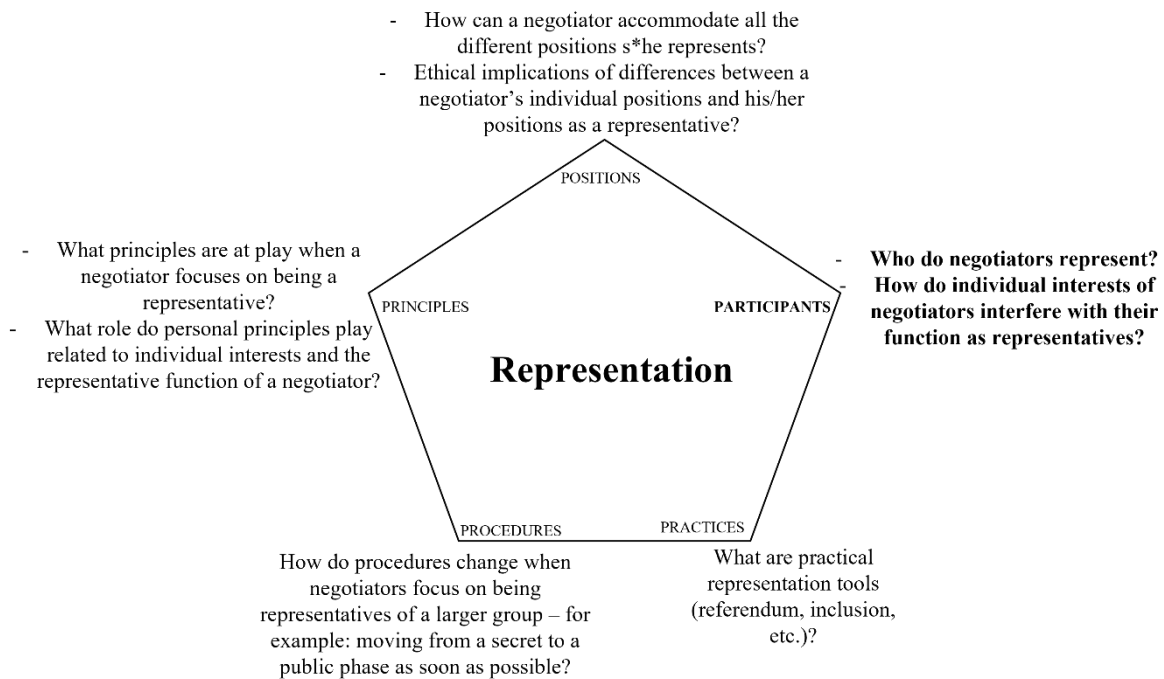 - How can a negotiator accommodate all the
different positions s*he represents?
- Ethical implications of differences between a
negotiator's individual positions and his/her
positions as a representative?
POSITIONS
- What principles are at play when a
negotiator focuses on being a
representative?
- What role do personal principles play
related to individual interests and the
representative function of a negotiator?
PRINCIPLES
PARTICIPANTS
- Who do negotiators represent?
- How do individual interests of
negotiators interfere with their
function as representatives?
Representation
PROCEDURES
PRACTICES
How do procedures change when
negotiators focus on being
representatives of a larger group – for
example: moving from a secret to a
public phase as soon as possible?
What are practical
representation tools
(referendum, inclusion,
etc.)?